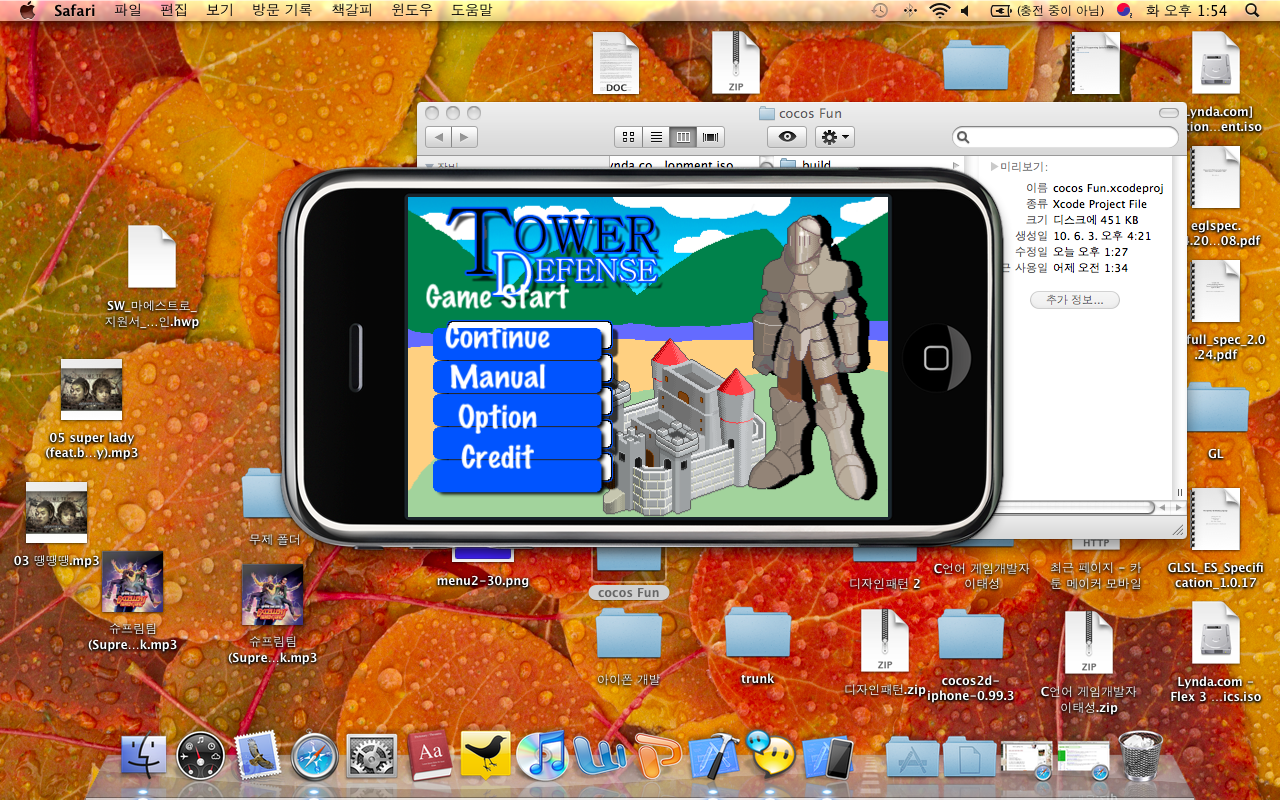 Safari 파일 편집 보기 방문 기록 책갈피 윈도우 도움말
(충전 중이 아님) 화 오후 1:54
DOC
ZIP
cocos Fun
build
미리보기:
이름 cocos Fun.xcodeproj
종류 Xcode Project File
크기 디스크에 451 KB
생성일 10. 6. 3. 오후 4:21
수정일 오늘 오후 1:27
사용일 어제 오전 1:34
추가 정보...
TOWER
DEFENSE
Game Start
Continue
Manual
Option
Credit
Lynda.com]
...ent.iso
eglspec.
...08.pdf
full_spec_2.0
.24.pdf
GL
GLSL_ES_Specifi
cation_1.0.17
SW_마에스트로_
지원서_...인.hwp
05 super lady
(feat.b...y).mp3
03 땡땡땡.mp3
무제 폴더
슈프림팀
(Supre...k.mp3
슈프림팀
(Supre...k.mp3
menu2-30.png
cocos Fun
디자인패턴 2
C언어 게임개발자
이태성
HTTP
최근 페이지 - 카
툰 메이커 모바일
아이폰 개발
trunk
ZIP
디자인패턴.zip
cocos2d-
iphone-0.99.3
ZIP
C언어 게임개발자
이태성.zip
Lynda.com -
Flex 3 ...ics.iso
Aa